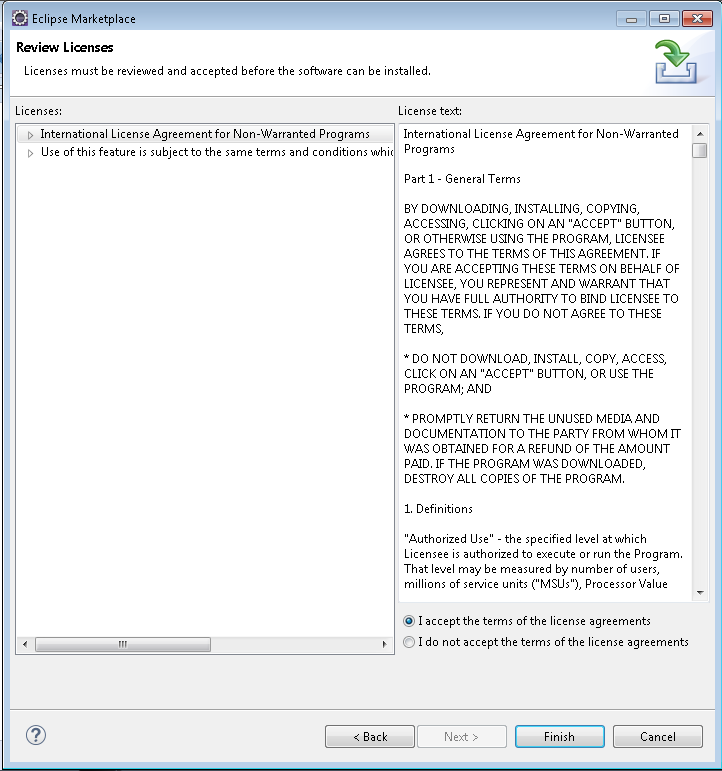 Eclipse Marketplace
Review Licenses
Licenses must be reviewed and accepted before the software can be installed.
Licenses:
International License Agreement for Non-Warranted Programs
Use of this feature is subject to the same terms and conditions whic
License text:
International License Agreement for Non-Warranted
Programs
Part 1 - General Terms
BY DOWNLOADING, INSTALLING, COPYING,
ACCESSING, CLICKING ON AN "ACCEPT" BUTTON,
OR OTHERWISE USING THE PROGRAM, LICENSEE
AGREES TO THE TERMS OF THIS AGREEMENT. IF
YOU ARE ACCEPTING THESE TERMS ON BEHALF OF
LICENSEE, YOU REPRESENT AND WARRANT THAT
YOU HAVE FULL AUTHORITY TO BIND LICENSEE TO
THESE TERMS. IF YOU DO NOT AGREE TO THESE
TERMS,
* DO NOT DOWNLOAD, INSTALL, COPY, ACCESS,
CLICK ON AN "ACCEPT" BUTTON, OR USE THE
PROGRAM; AND
* PROMPTLY RETURN THE UNUSED MEDIA AND
DOCUMENTATION TO THE PARTY FROM WHOM IT
WAS OBTAINED FOR A REFUND OF THE AMOUNT
PAID. IF THE PROGRAM WAS DOWNLOADED,
DESTROY ALL COPIES OF THE PROGRAM.
1. Definitions
"Authorized Use" - the specified level at which
Licensee is authorized to execute or run the Program.
That level may be measured by number of users,
millions of service units ("MSUs"), Processor Value
I accept the terms of the license agreements
I do not accept the terms of the license agreements
?
< Back
Next >
Finish
Cancel